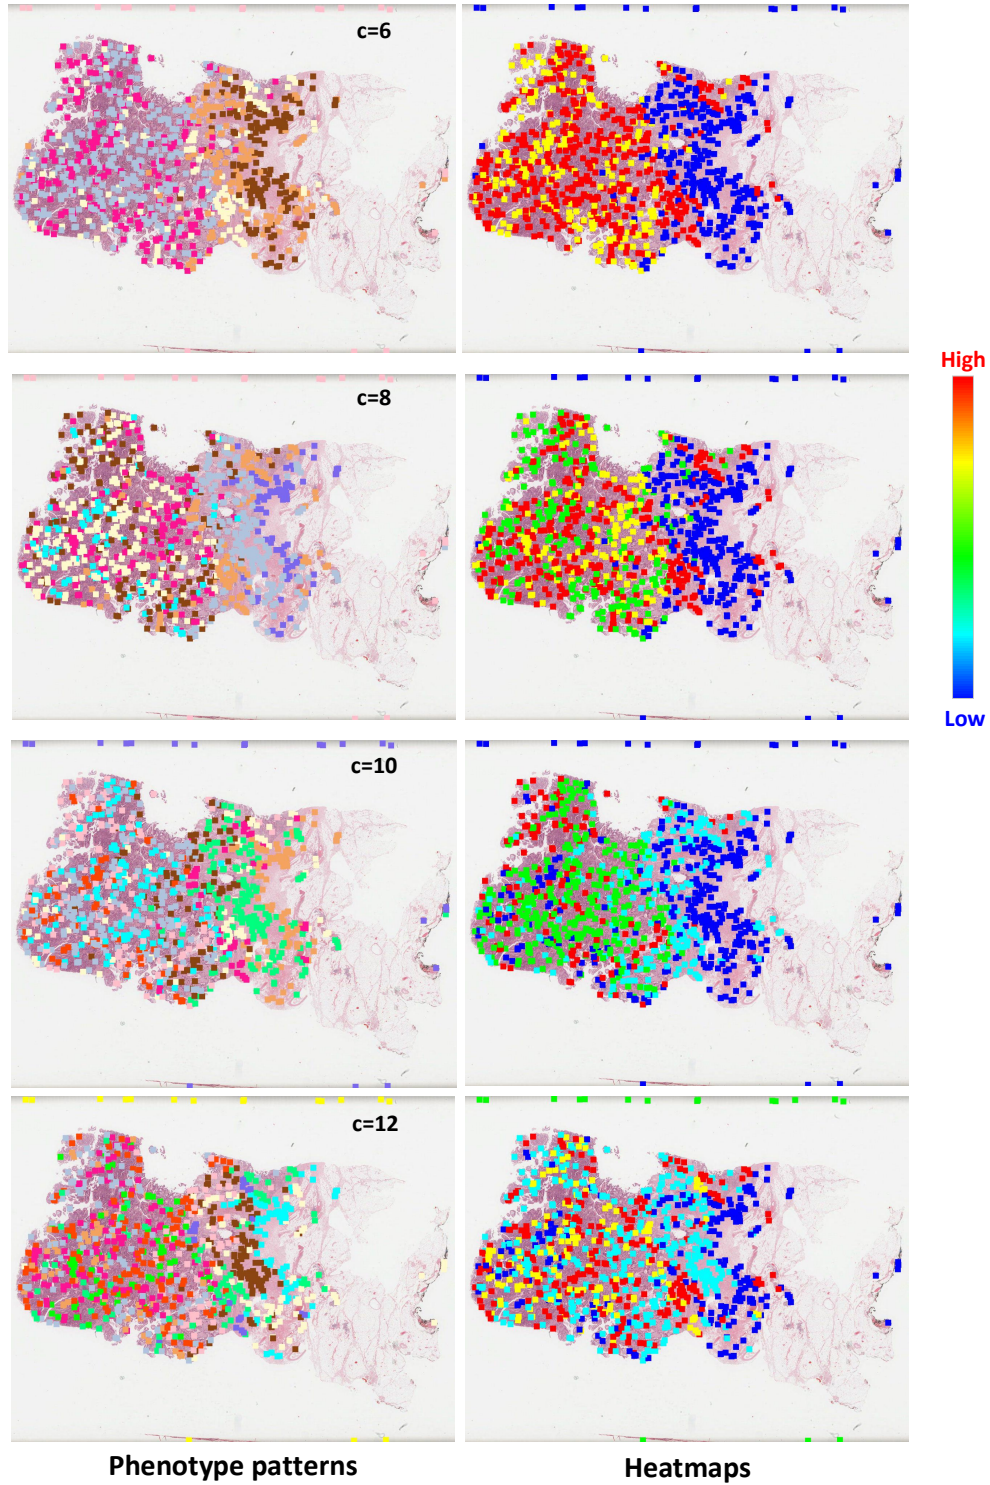 c=6
High
c=8
Low
c=10
c=12
Phenotype patterns
Heatmaps